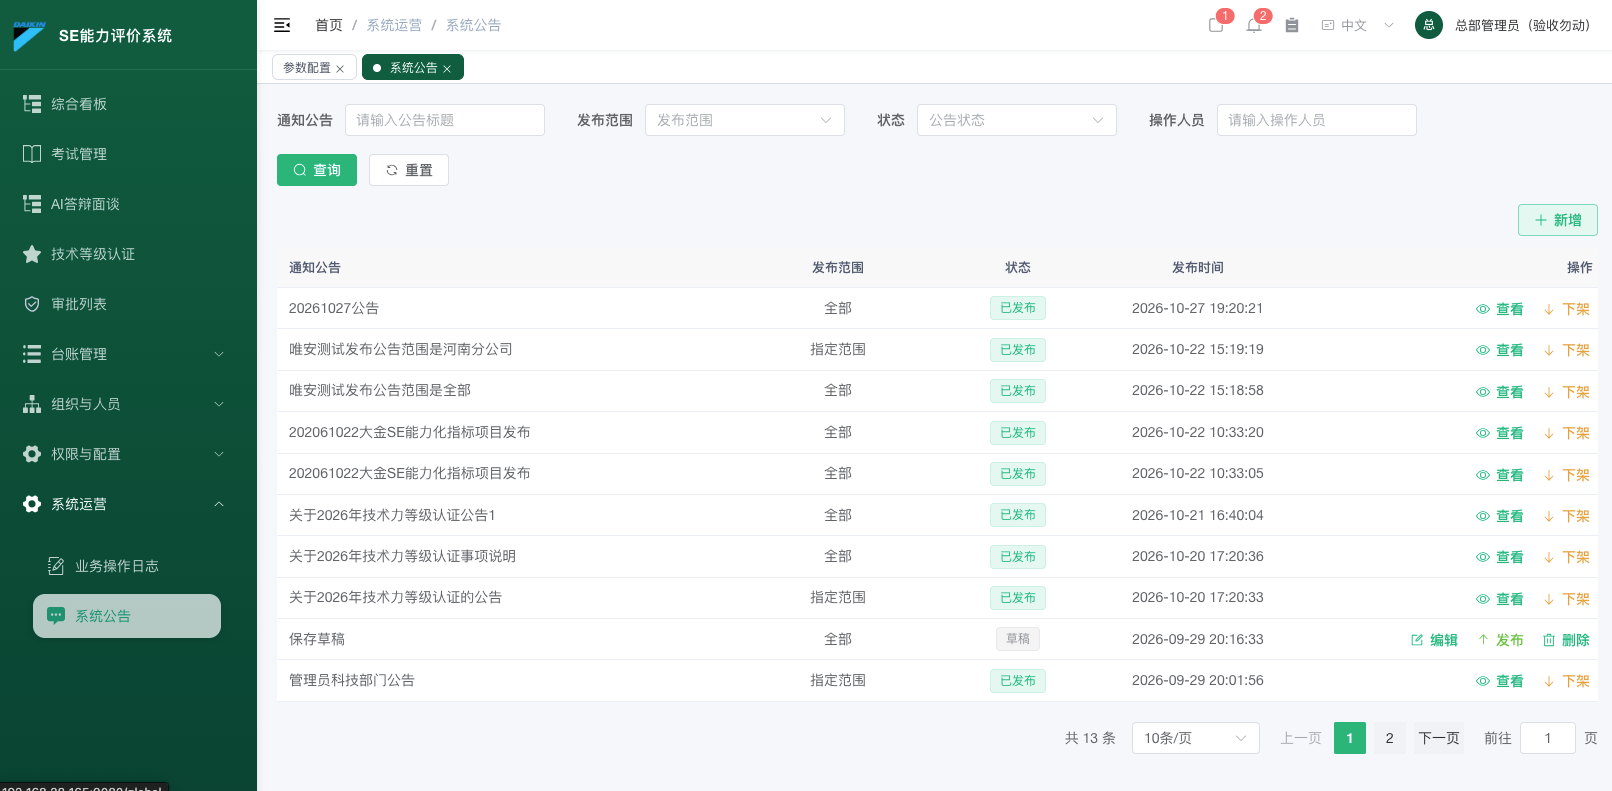 DAIKIN
SE能力评价系统
综合看板
考试管理
AI答辩面谈
技术等级认证
审批列表
台账管理
组织与人员
权限与配置
系统运营
业务操作日志
系统公告
首页 / 系统运营 / 系统公告
1
2
中文
总
总部管理员（验收勿动）
参数配置 ×
系统公告 ×
通知公告 请输入公告标题 发布范围 发布范围 状态 公告状态 操作人员 请输入操作人员
查询 重置
新增
通知公告 发布范围 状态 发布时间 操作
20261027公告 全部 已发布 2026-10-27 19:20:21 查看 下架
唯安测试发布公告范围是河南分公司 指定范围 已发布 2026-10-22 15:19:19 查看 下架
唯安测试发布公告范围是全部 全部 已发布 2026-10-22 15:18:58 查看 下架
202061022大金SE能力化指标项目发布 全部 已发布 2026-10-22 10:33:20 查看 下架
202061022大金SE能力化指标项目发布 全部 已发布 2026-10-22 10:33:05 查看 下架
关于2026年技术力等级认证公告1 全部 已发布 2026-10-21 16:40:04 查看 下架
关于2026年技术力等级认证事项说明 全部 已发布 2026-10-20 17:20:36 查看 下架
关于2026年技术力等级认证的公告 指定范围 已发布 2026-10-20 17:20:33 查看 下架
保存草稿 全部 草稿 2026-09-29 20:16:33 编辑 发布 删除
管理员科技部门公告 指定范围 已发布 2026-09-29 20:01:56 查看 下架
共 13 条 10条/页 上一页 1 2 下一页 前往 1 页